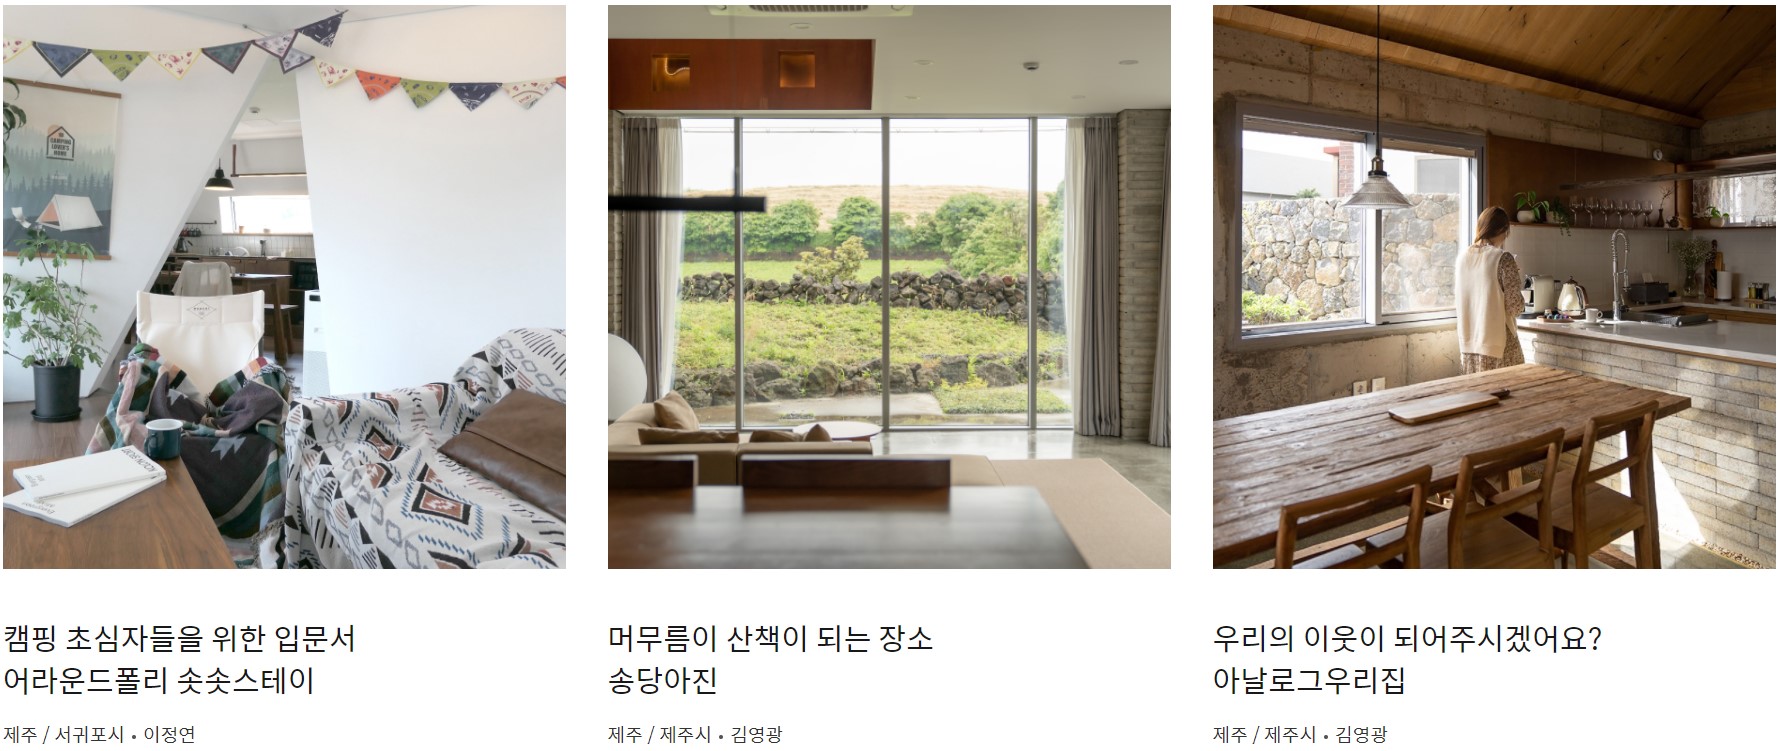 THE
CAMPING
LOVER'S
HOME
캠핑 초심자들을 위한 입문서
어라운드폴리 솟솟스테이
제주 / 서귀포시 • 이정연
머무름이 산책이 되는 장소
송당아진
제주 / 제주시 • 김영광
우리의 이웃이 되어주시겠어요?
아날로그우리집
제주 / 제주시 • 김영광